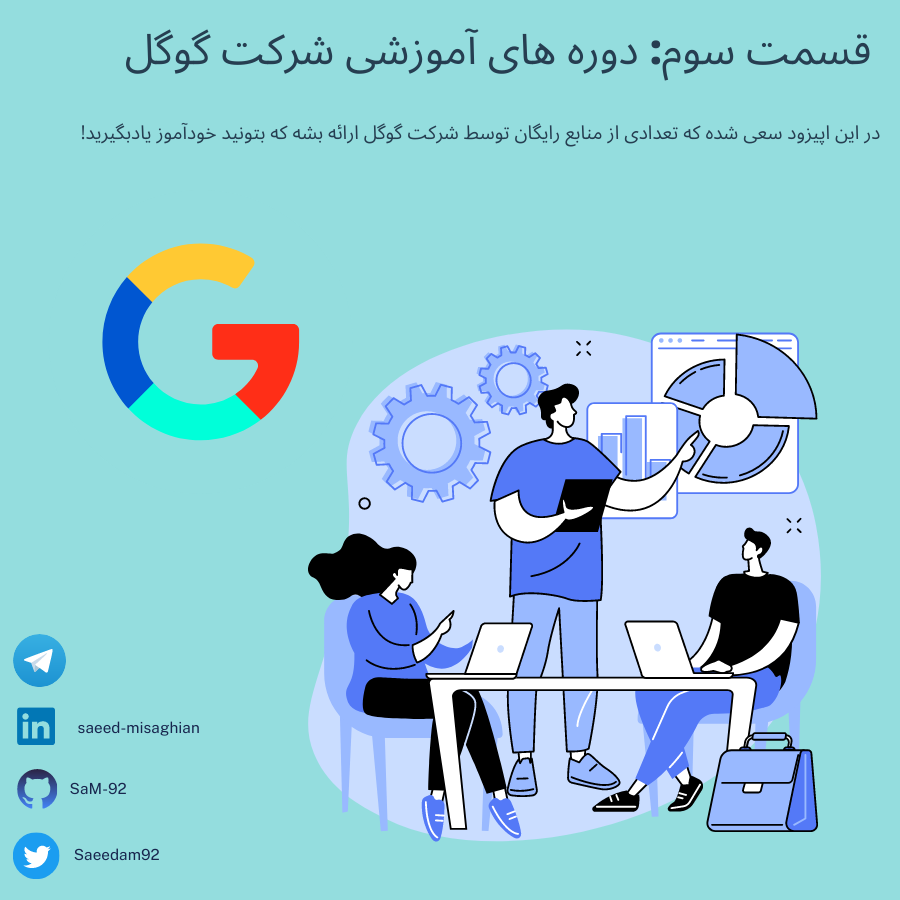 قسمت سوم: دوره های آموزشی شرکت گوگل
در این اپیزود سعی شده که تعدادی از منابع رایگان توسط شرکت گوگل ارائه بشه که بتونید خودآموز یادبگیرید!
saeed-misaghian
SaM-92
Saeedam92